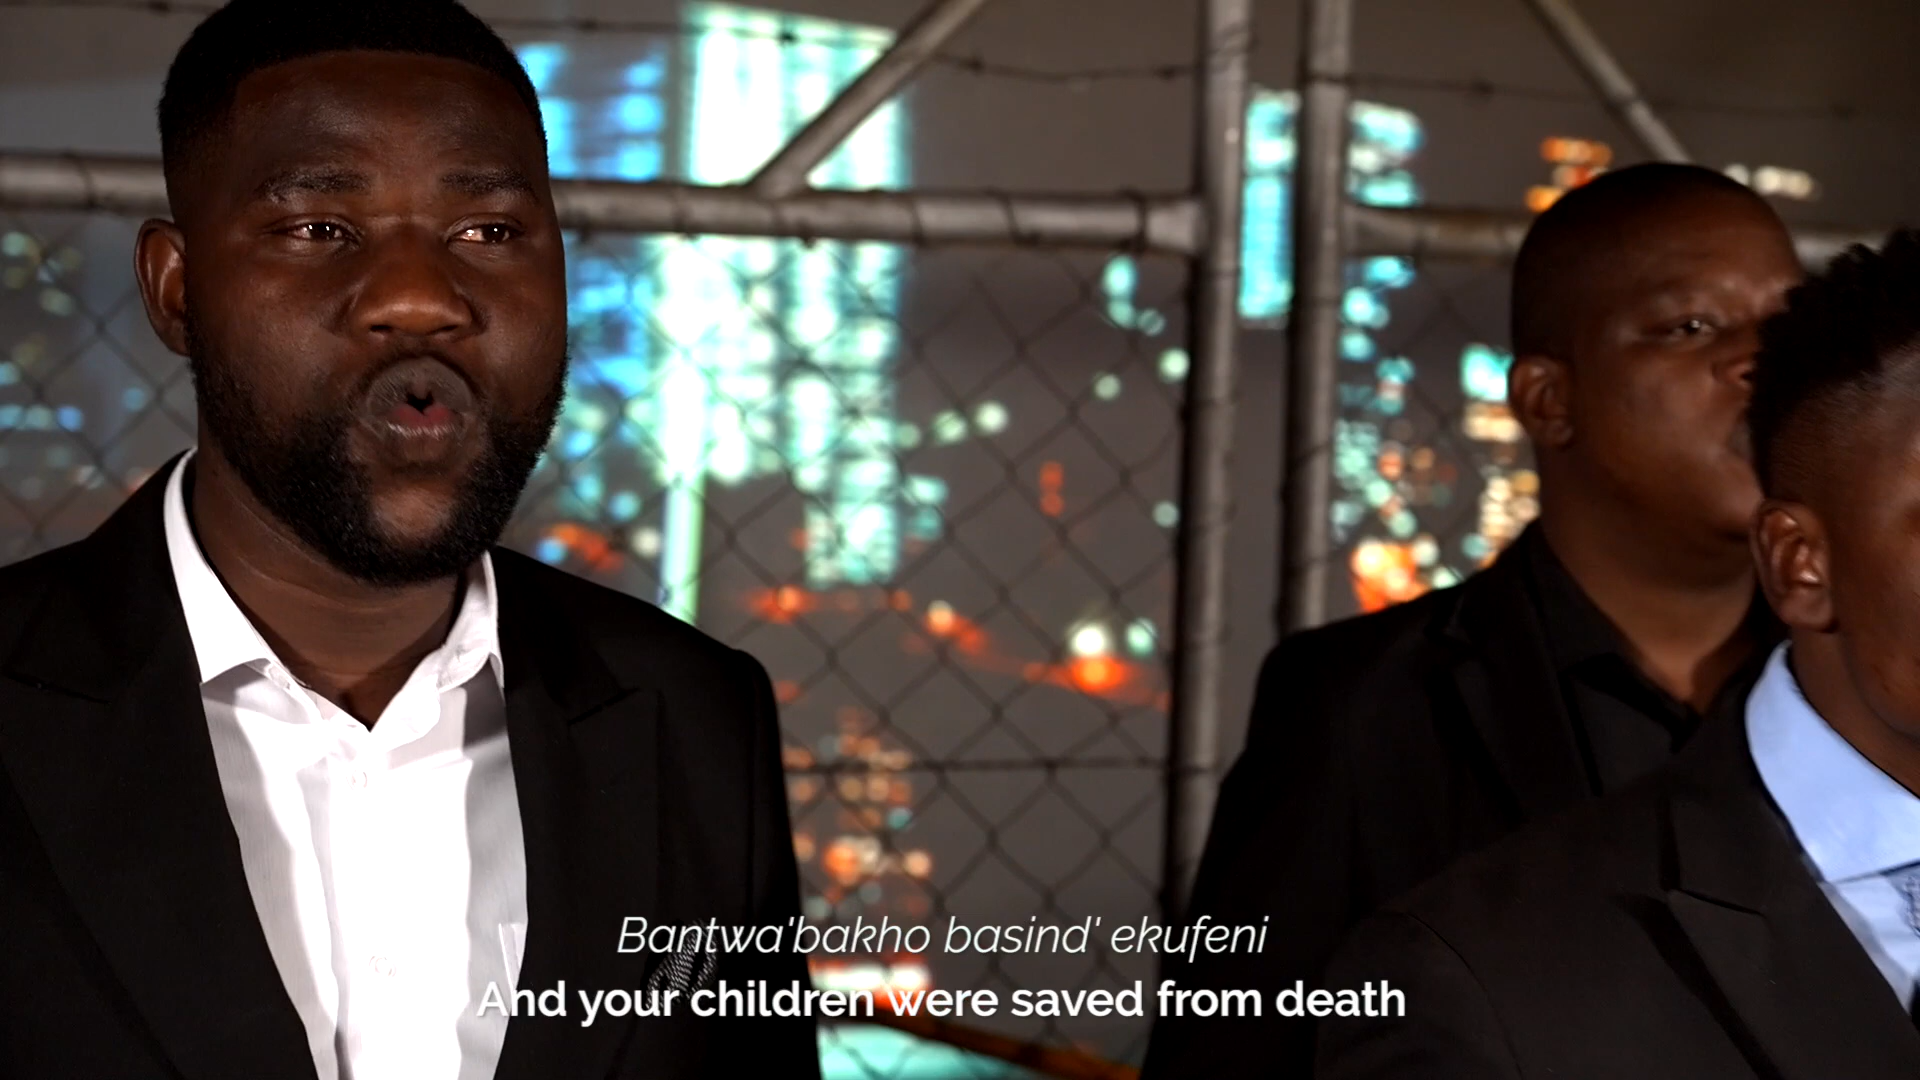 Bantwa'bakho basind' ekufeni
And your children were saved from death